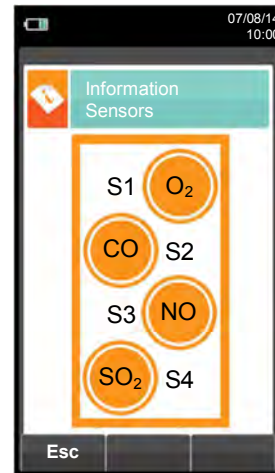 07/08/14
10:00
Information
Sensors
S1 O₂
CO S2
S3 NO
SO₂ S4
Esc